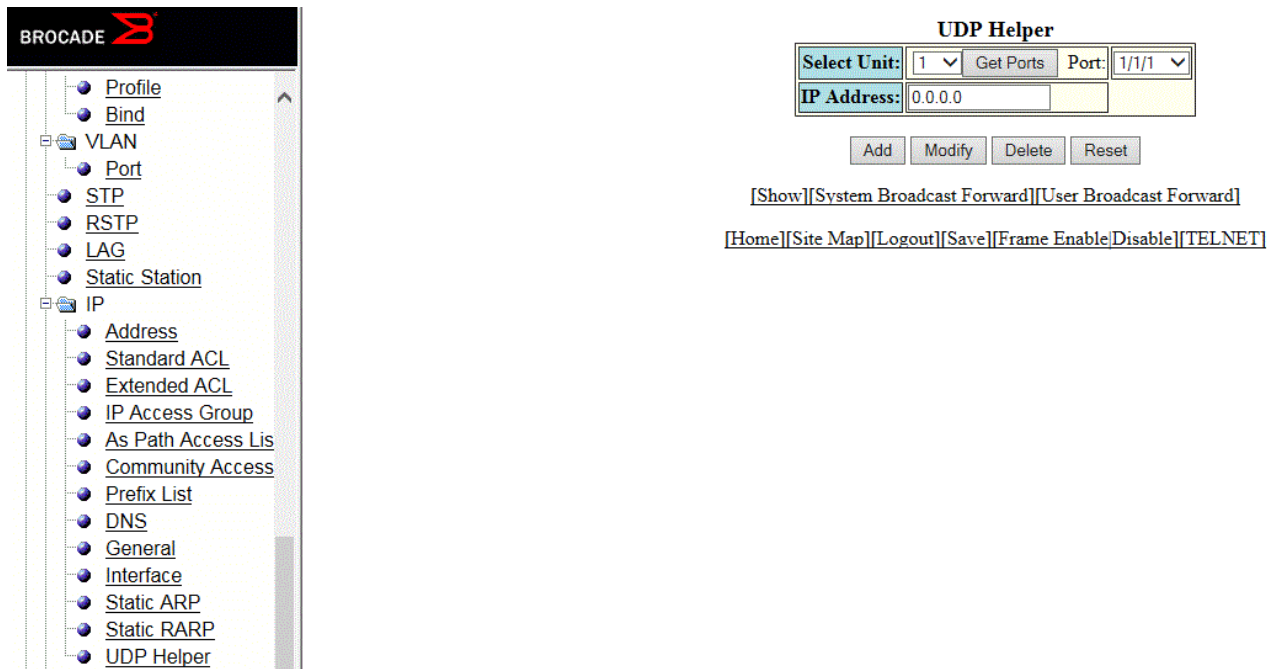 BROCADE
Profile
Bind
VLAN
Port
STP
RSTP
LAG
Static Station
IP
Address
Standard ACL
Extended ACL
IP Access Group
As Path Access Lis
Community Access
Prefix List
DNS
General
Interface
Static ARP
Static RARP
UDP Helper
UDP Helper
Select Unit: 1 Get Ports Port: 1/1/1
IP Address: 0.0.0.0
Add Modify Delete Reset
[Show][System Broadcast Forward][User Broadcast Forward]
[Home][Site Map][Logout][Save][Frame Enable|Disable][TELNET]